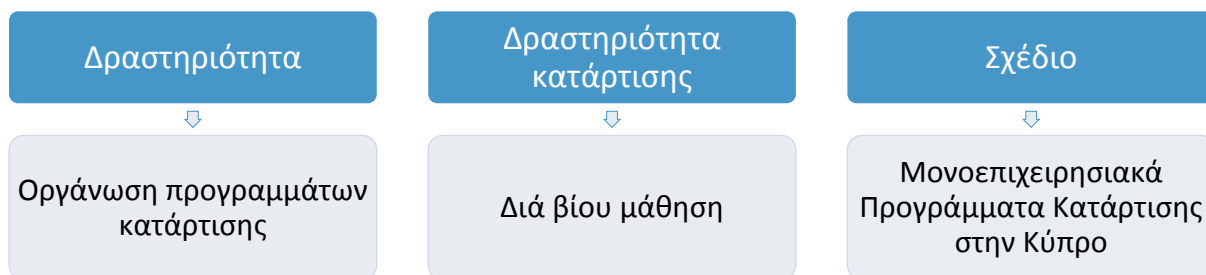 Δραστηριότητα
Οργάνωση προγραμμάτων
κατάρτισης
Δραστηριότητα
κατάρτισης
Διά βίου μάθηση
Σχέδιο
Μονοεπιχειρησιακά
Προγράμματα Κατάρτισης
στην Κύπρο